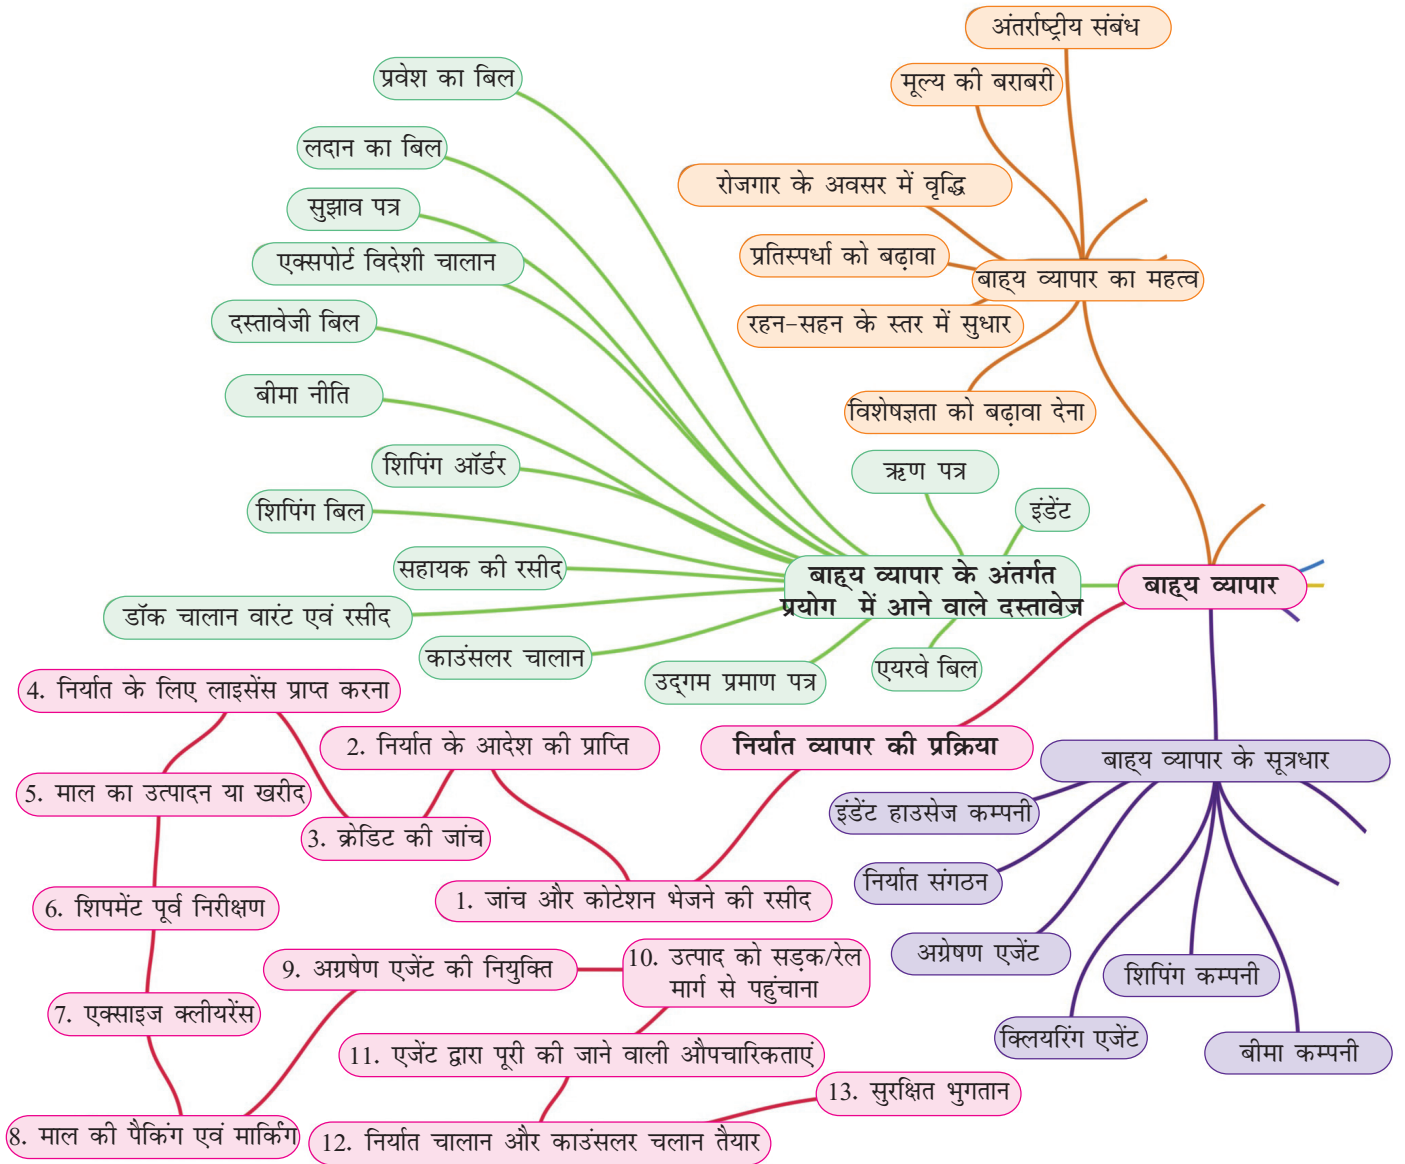 अंतर्राष्ट्रीय संबंध
मूल्य की बराबरी
प्रवेश का बिल
लदान का बिल
रोजगार के अवसर में वृद्धि
सुझाव पत्र
प्रतिस्पर्धा को बढ़ावा
एक्सपोर्ट विदेशी चालान
बाह्य व्यापार का महत्व
दस्तावेजी बिल
रहन-सहन के स्तर में सुधार
बीमा नीति
विशेषज्ञता को बढ़ावा देना
शिपिंग ऑर्डर
ऋण पत्र
शिपिंग बिल
इंडेंट
सहायक की रसीद
बाह्य व्यापार के अंतर्गत
प्रयोग में आने वाले दस्तावेज
बाह्य व्यापार
डॉक चालान वारंट एवं रसीद
काउंसलर चालान
उद्गम प्रमाण पत्र
एयरवे बिल
4. निर्यात के लिए लाइसेंस प्राप्त करना
2. निर्यात के आदेश की प्राप्ति
निर्यात व्यापार की प्रक्रिया
बाह्य व्यापार के सूत्रधार
5. माल का उत्पादन या खरीद
3. क्रेडिट की जांच
इंडेंट हाउसेज कम्पनी
निर्यात संगठन
6. शिपमेंट पूर्व निरीक्षण
1. जांच और कोटेशन भेजने की रसीद
अग्रेषण एजेंट
9. अग्रषेण एजेंट की नियुक्ति
10. उत्पाद को सड़क/रेल
मार्ग से पहुंचाना
शिपिंग कम्पनी
7. एक्साइज क्लीयरेंस
क्लियरिंग एजेंट
बीमा कम्पनी
11. एजेंट द्वारा पूरी की जाने वाली औपचारिकताएं
13. सुरक्षित भुगतान
8. माल की पैकिंग एवं मार्किंग
12. निर्यात चालान और काउंसलर चलान तैयार